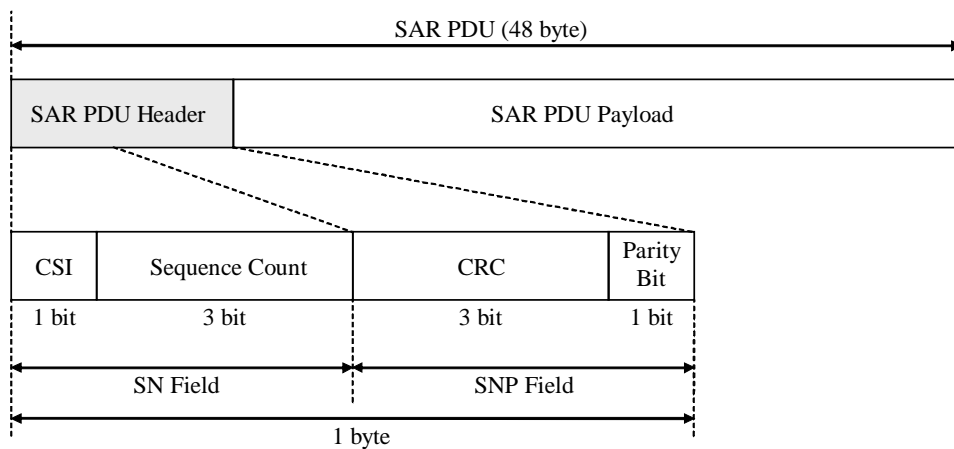 SAR PDU (48 byte)
SAR PDU Header
SAR PDU Payload
CSI
Sequence Count
CRC
Parity
Bit
1 bit
3 bit
3 bit
1 bit
SN Field
SNP Field
1 byte